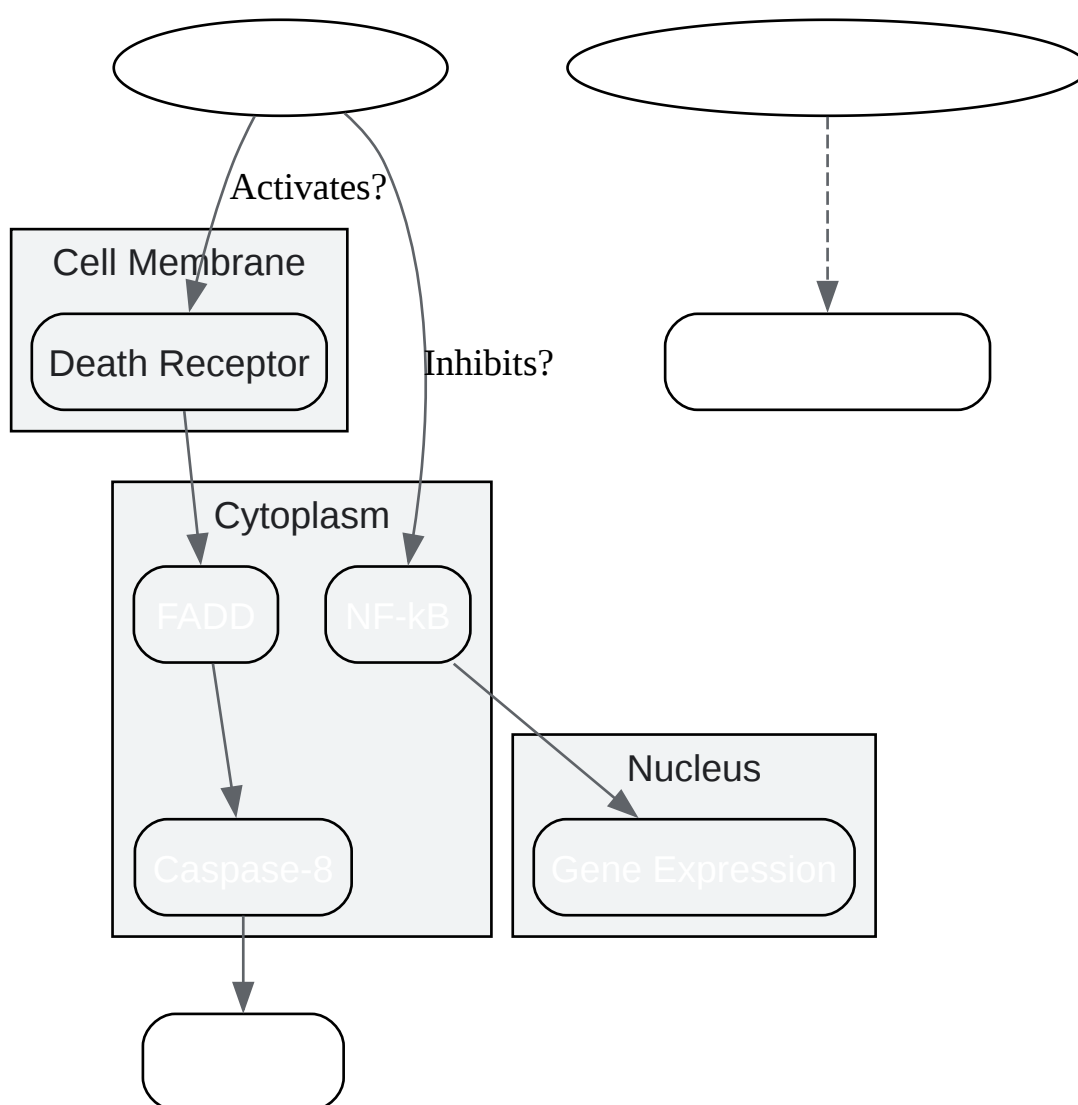 Activates?
Cell Membrane
Death Receptor
Inhibits?
Cytoplasm
FADD
NF-kB
Nucleus
Caspase-8
Gene Expression